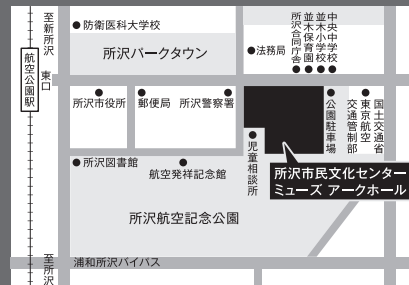 至新所沢
航空公園駅
東口
至所沢
防衛医科大学校
所沢パークタウン
法務局
所沢合同庁舎
並木保育園
並木小学校
中央中学校
所沢市役所
郵便局
所沢警察署
公園駐車場
国土交通省
東京航空
交通管制部
児童相談所
所沢図書館
航空発祥記念館
所沢市民文化センター
ミューズ アークホール
所沢航空記念公園
浦和所沢バイパス